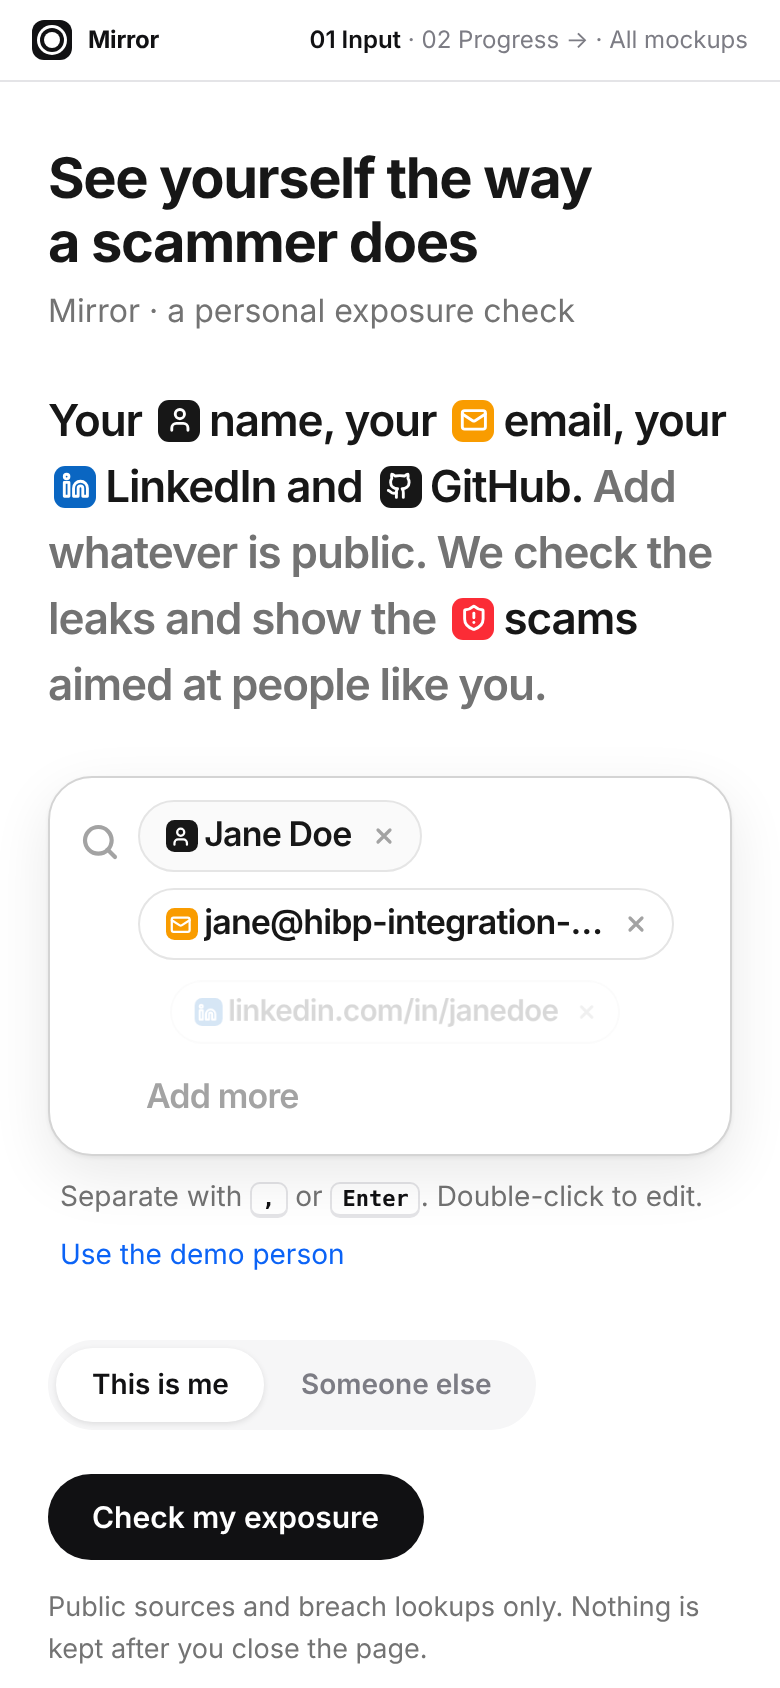 Mirror
01 Input · 02 Progress → · All mockups
See yourself the way
a scammer does
Mirror · a personal exposure check
Your name, your email, your
LinkedIn and GitHub. Add
whatever is public. We check the
leaks and show the scams
aimed at people like you.
Jane Doe ×
jane@hibp-integration-... ×
linkedin.com/in/janedoe ×
Add more
Separate with , or Enter. Double-click to edit.
Use the demo person
This is me Someone else
Check my exposure
Public sources and breach lookups only. Nothing is
kept after you close the page.